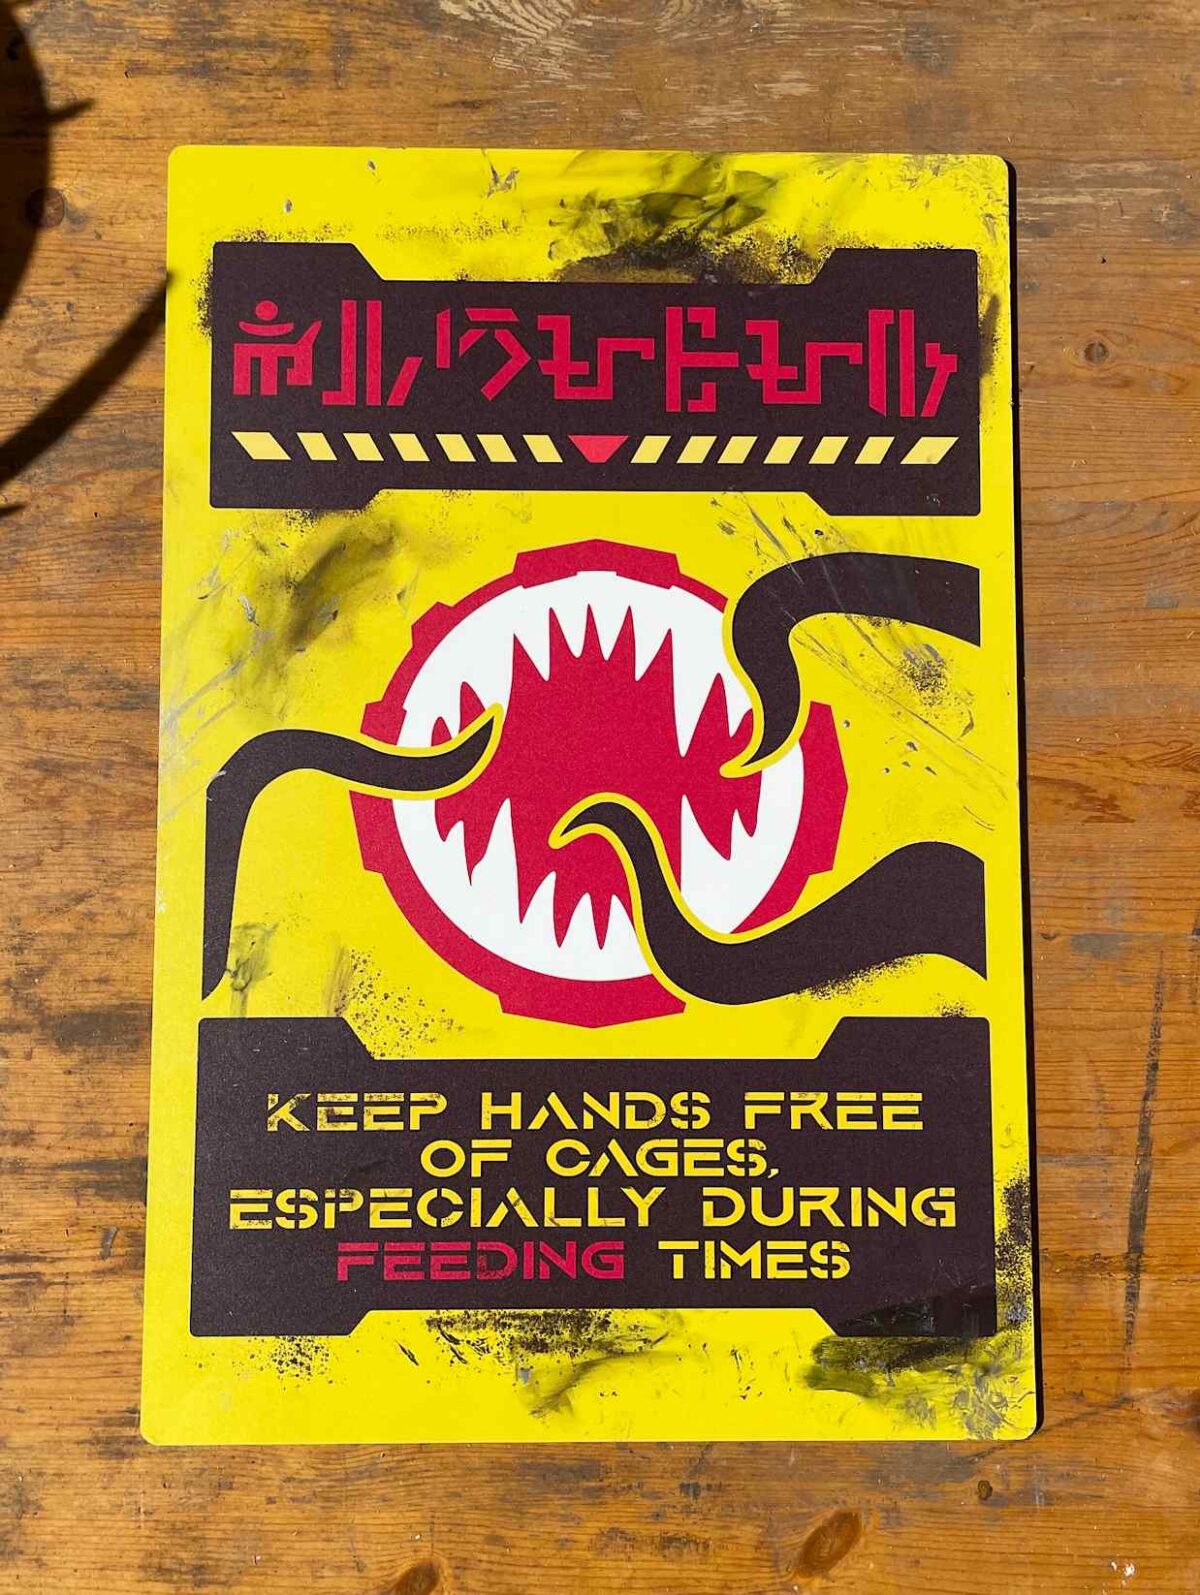 KEEP HANDS FREE
OF CAGES,
ESPECIALLY DURING
FEEDING TIMES